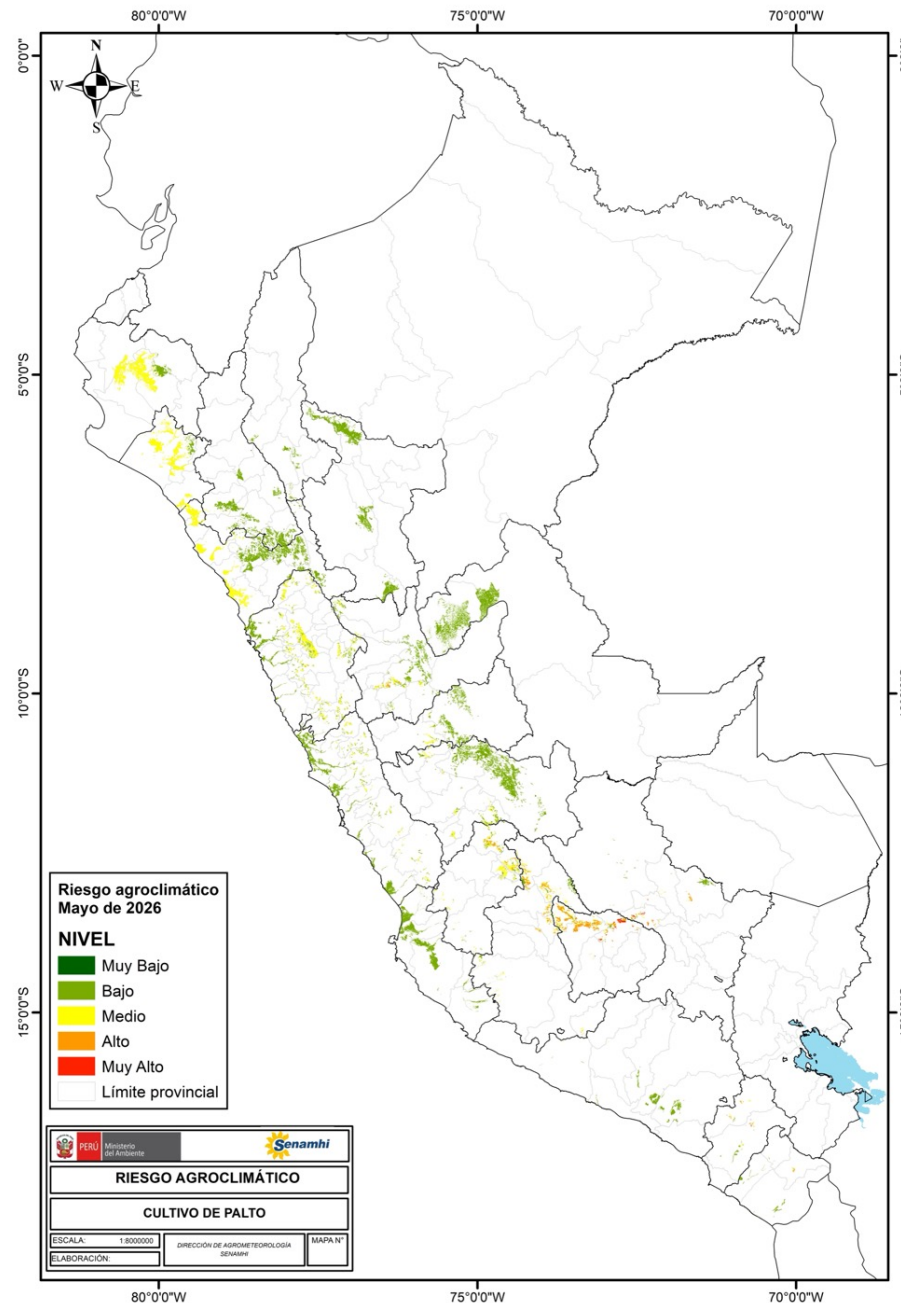 80°0'0"W
75°0'0"W
70°0'0"W
0°0'0"
N
W
E
S
5°0'0"S
10°0'0"S
15°0'0"S
Riesgo agroclimático
Mayo de 2026
NIVEL
Muy Bajo
Bajo
Medio
Alto
Muy Alto
Límite provincial
PERÚ
Ministerio
del Ambiente
Senamhi
RIESGO AGROCLIMÁTICO
CULTIVO DE PALTO
ESCALA: 1:8000000
DIRECCIÓN DE AGROMETEOROLOGÍA
SENAMHI
MAPA N°
ELABORACIÓN:
80°0'0"W
75°0'0"W
70°0'0"W